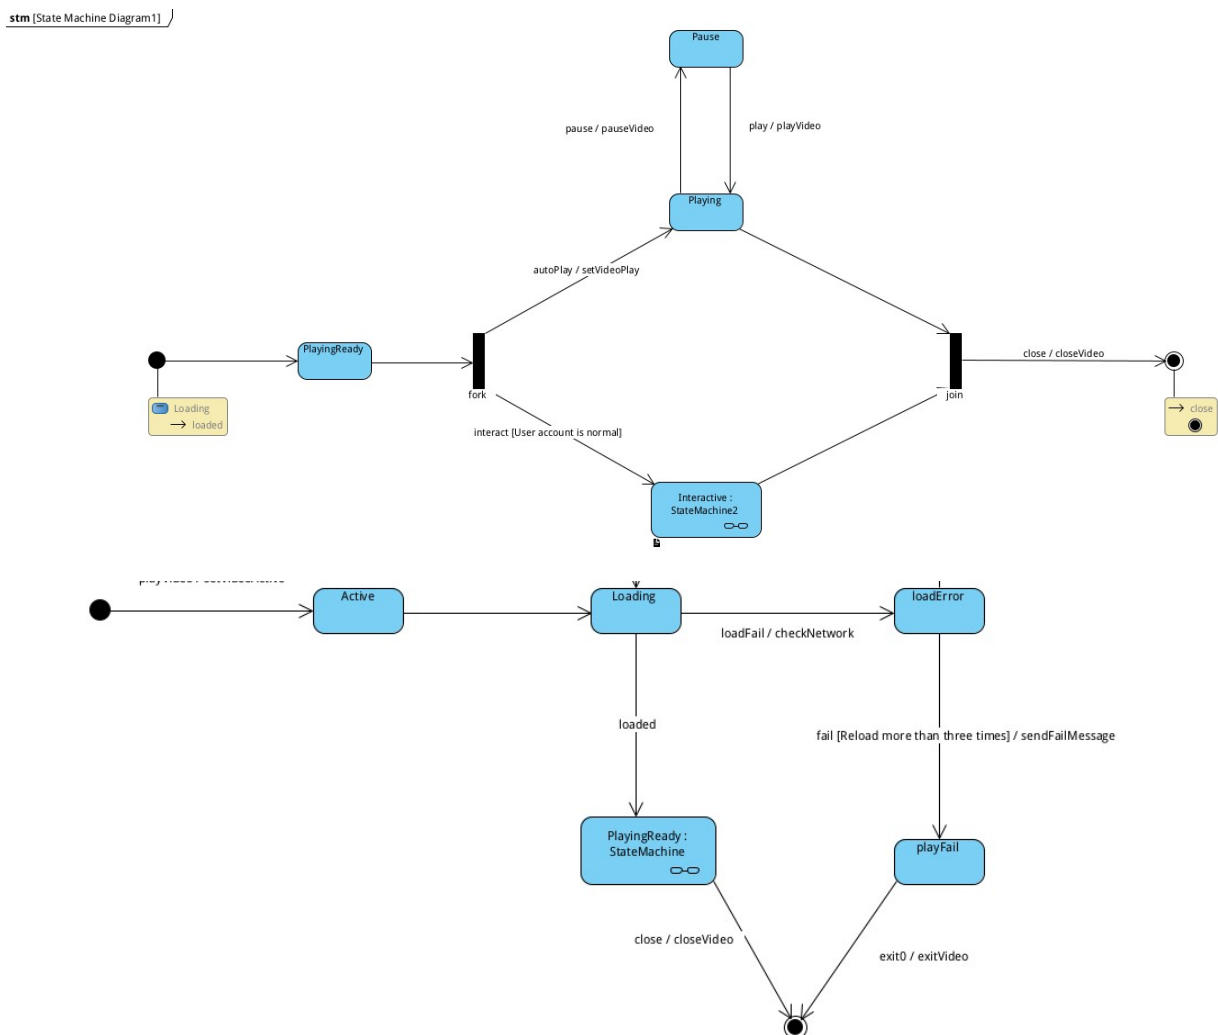 stm [State Machine Diagram1]
Pause
pause / pauseVideo
play / playVideo
Playing
autoPlay / setVideoPlay
PlayingReady
close / closeVideo
fork
join
Loading
loaded
close
interact [User account is normal]
Interactive :
StateMachine2
Active
Loading
loadError
loadFail / checkNetwork
loaded
fail [Reload more than three times] / sendFailMessage
PlayingReady :
StateMachine
playFail
close / closeVideo
exit0 / exitVideo